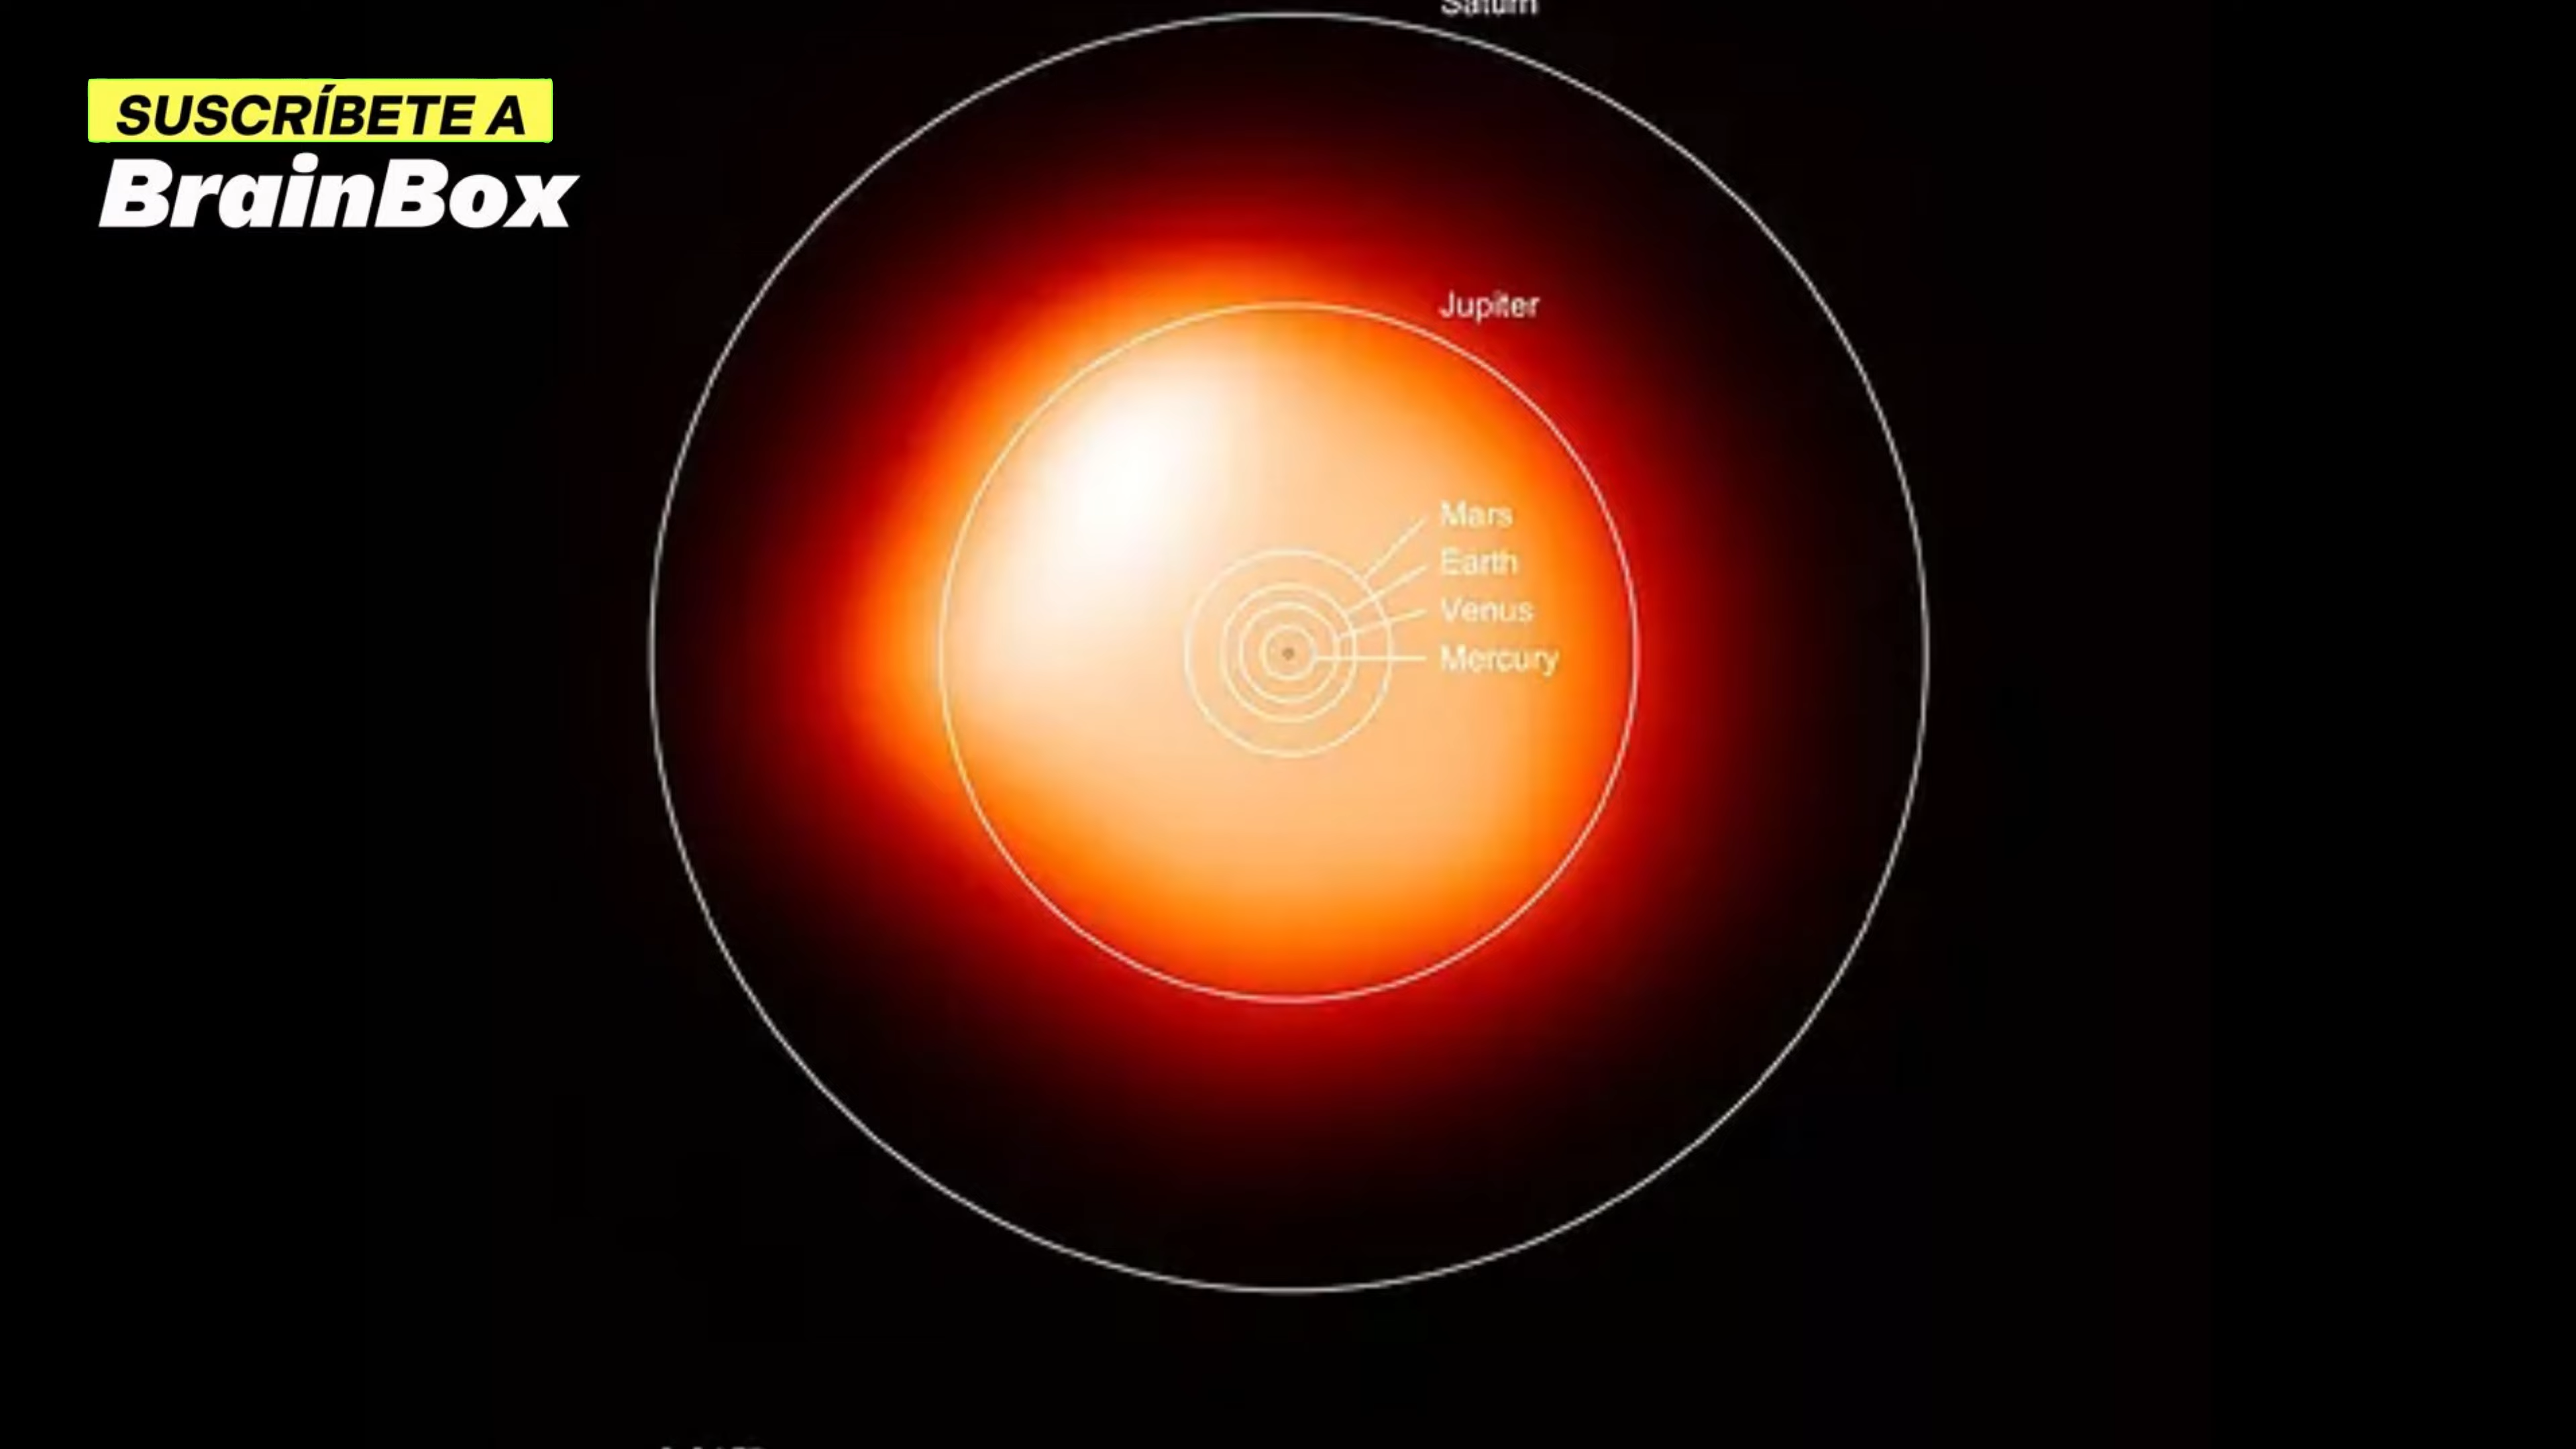 Saturn
SUSCRÍBETE A
BrainBox
Jupiter
Mars
Earth
Venus
Mercury